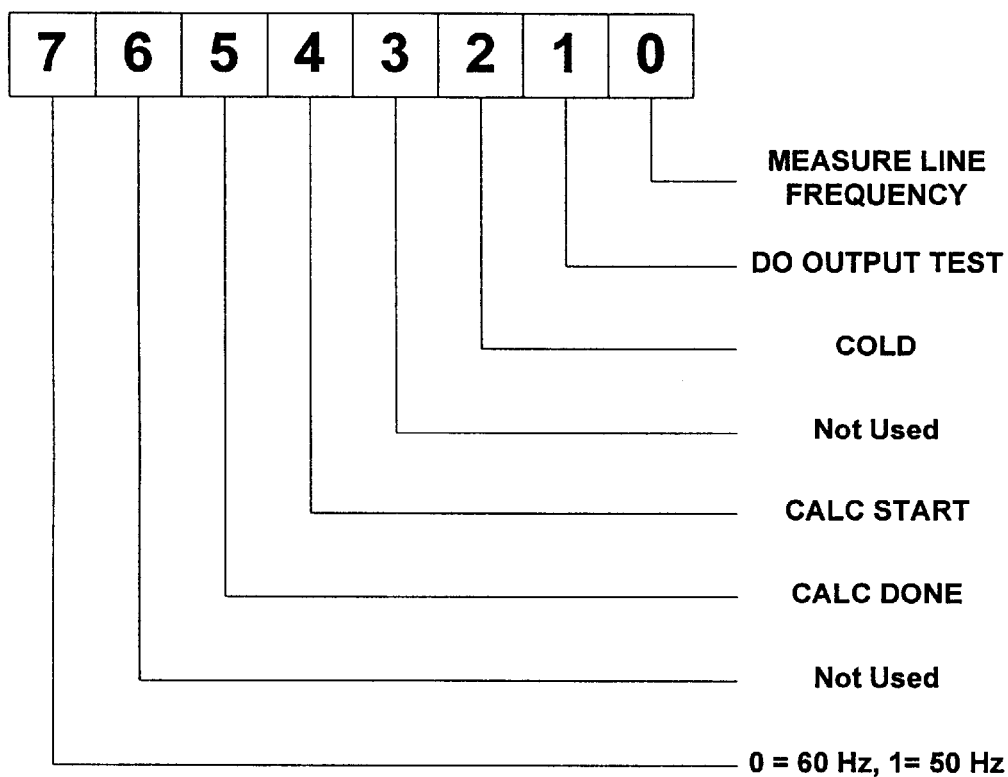 7 6 5 4 3 2 1 0
MEASURE LINE
FREQUENCY
DO OUTPUT TEST
COLD
Not Used
CALC START
CALC DONE
Not Used
0 = 60 Hz, 1= 50 Hz